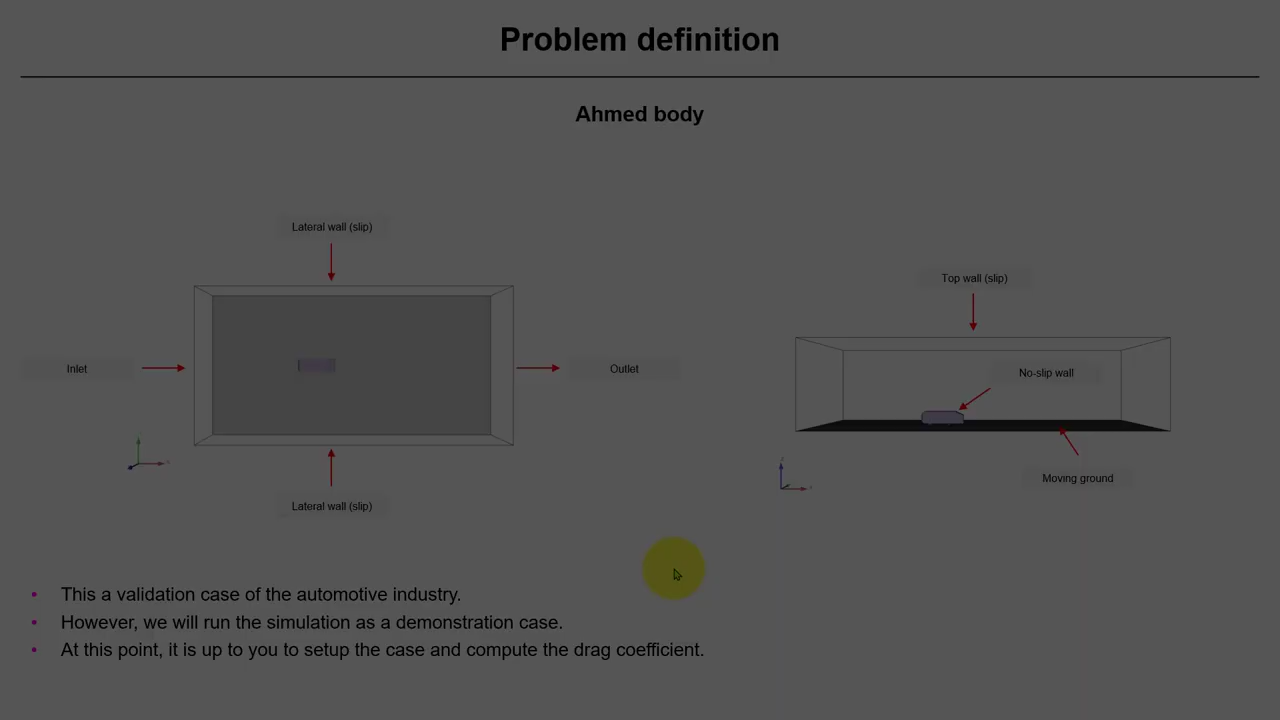 Problem definition
Ahmed body
Lateral wall (slip)
Inlet
Outlet
Lateral wall (slip)
Top wall (slip)
No-slip wall
Moving ground
• This a validation case of the automotive industry.
• However, we will run the simulation as a demonstration case.
• At this point, it is up to you to setup the case and compute the drag coefficient.